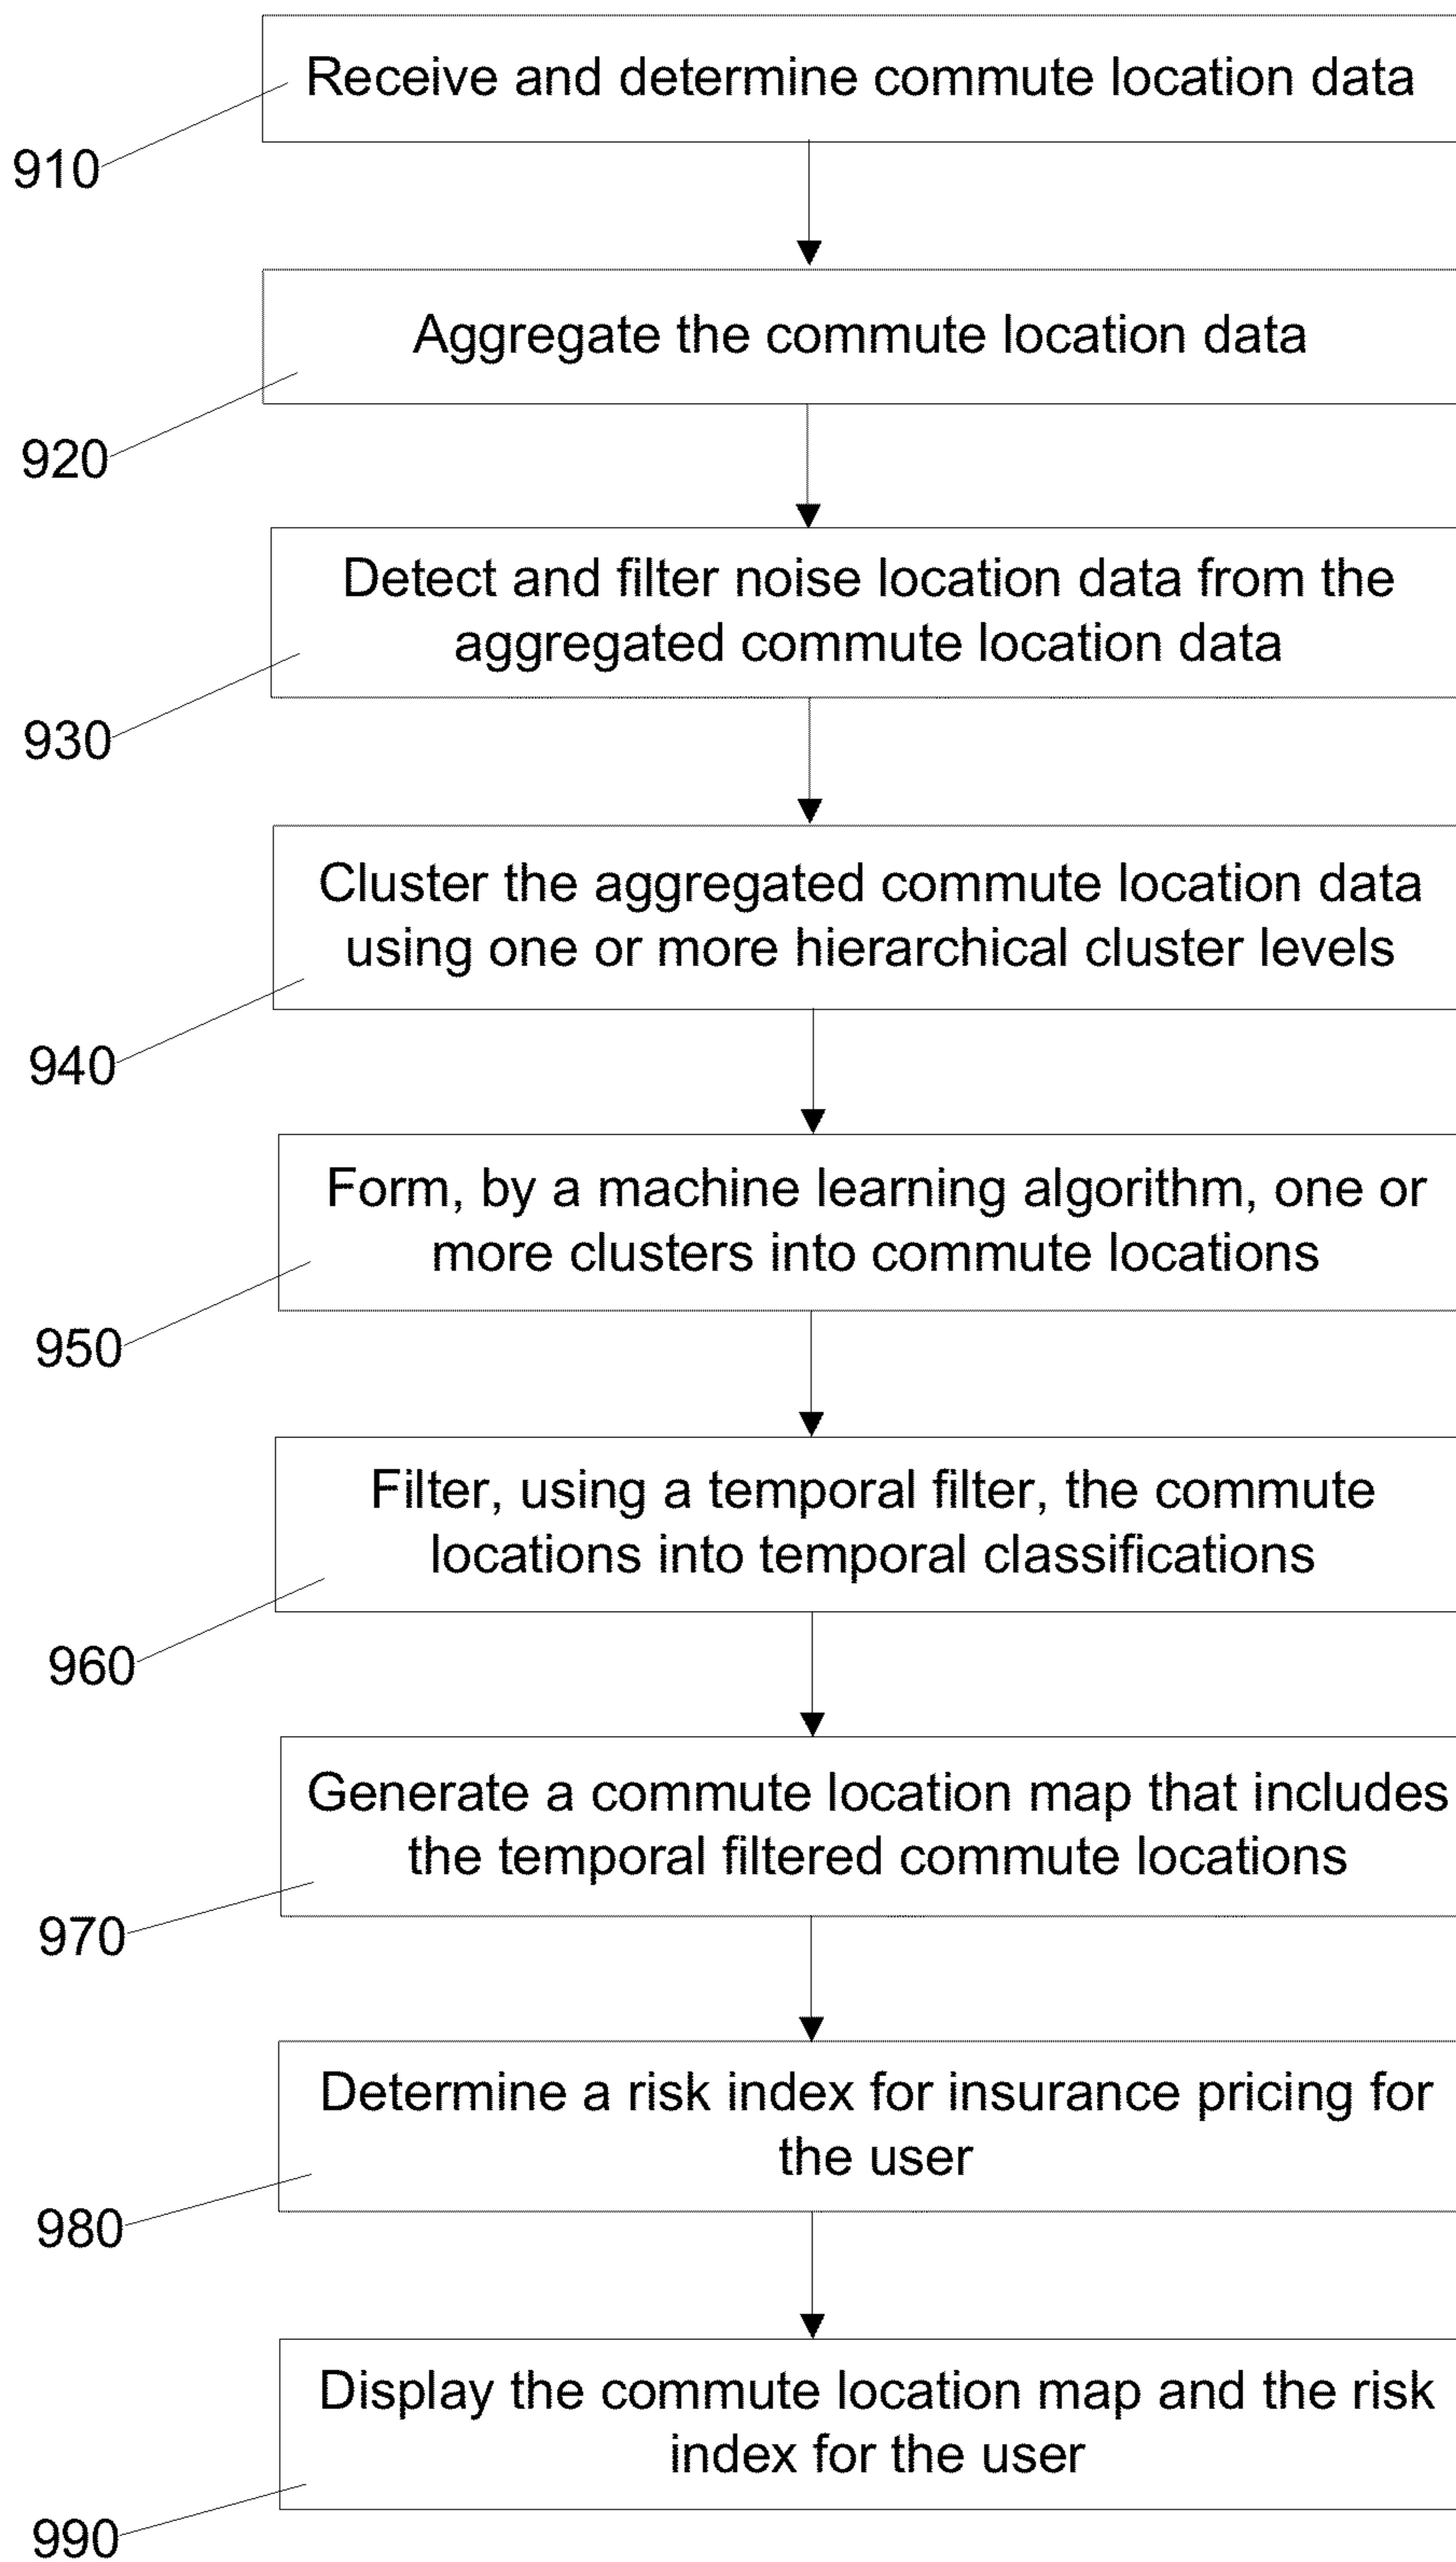 Receive and determine commute location data
910
Aggregate the commute location data
920
Detect and filter noise location data from the
aggregated commute location data
930
Cluster the aggregated commute location data
using one or more hierarchical cluster levels
940
Form, by a machine learning algorithm, one or
more clusters into commute locations
950
Filter, using a temporal filter, the commute
locations into temporal classifications
960
Generate a commute location map that includes
the temporal filtered commute locations
970
Determine a risk index for insurance pricing for
the user
980
Display the commute location map and the risk
index for the user
990